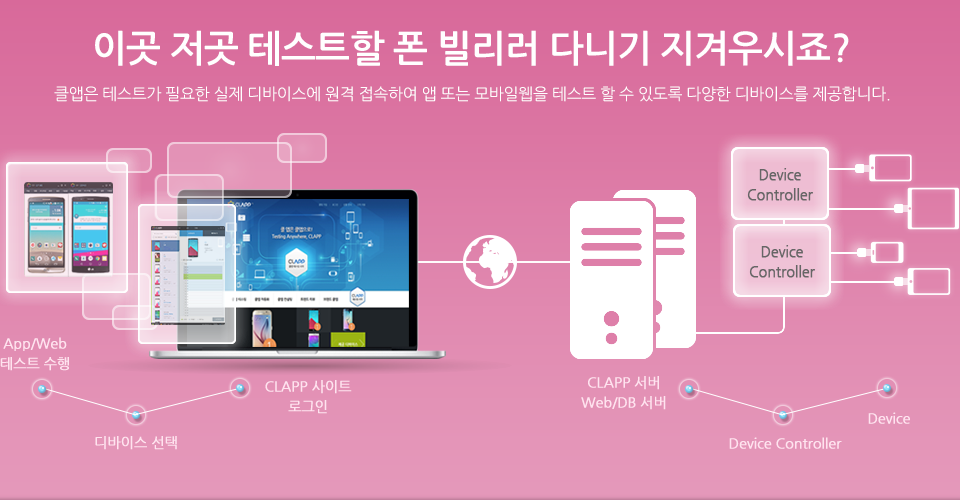 이곳 저곳 테스트할 폰 빌리러 다니기 지겨우시죠?
클앱은 테스트가 필요한 실제 디바이스에 원격 접속하여 앱 또는 모바일웹을 테스트 할 수 있도록 다양한 디바이스를 제공합니다.
Device
Controller
Device
Controller
CLAPP
Testing Anywhere, CLAPP
CLAPP
App/Web
테스트 수행
디바이스 선택
CLAPP 사이트
로그인
CLAPP 서버
Web/DB 서버
Device Controller
Device